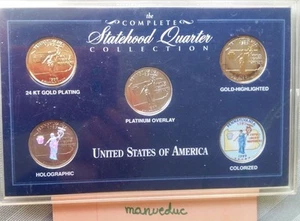 the
COMPLETE
Statehood Quarter
COLLECTION
24 KT GOLD PLATING
GOLD-HIGHLIGHTED
PLATINUM OVERLAY
UNITED STATES OF AMERICA
HOLOGRAPHIC
COLORIZED
manveduc